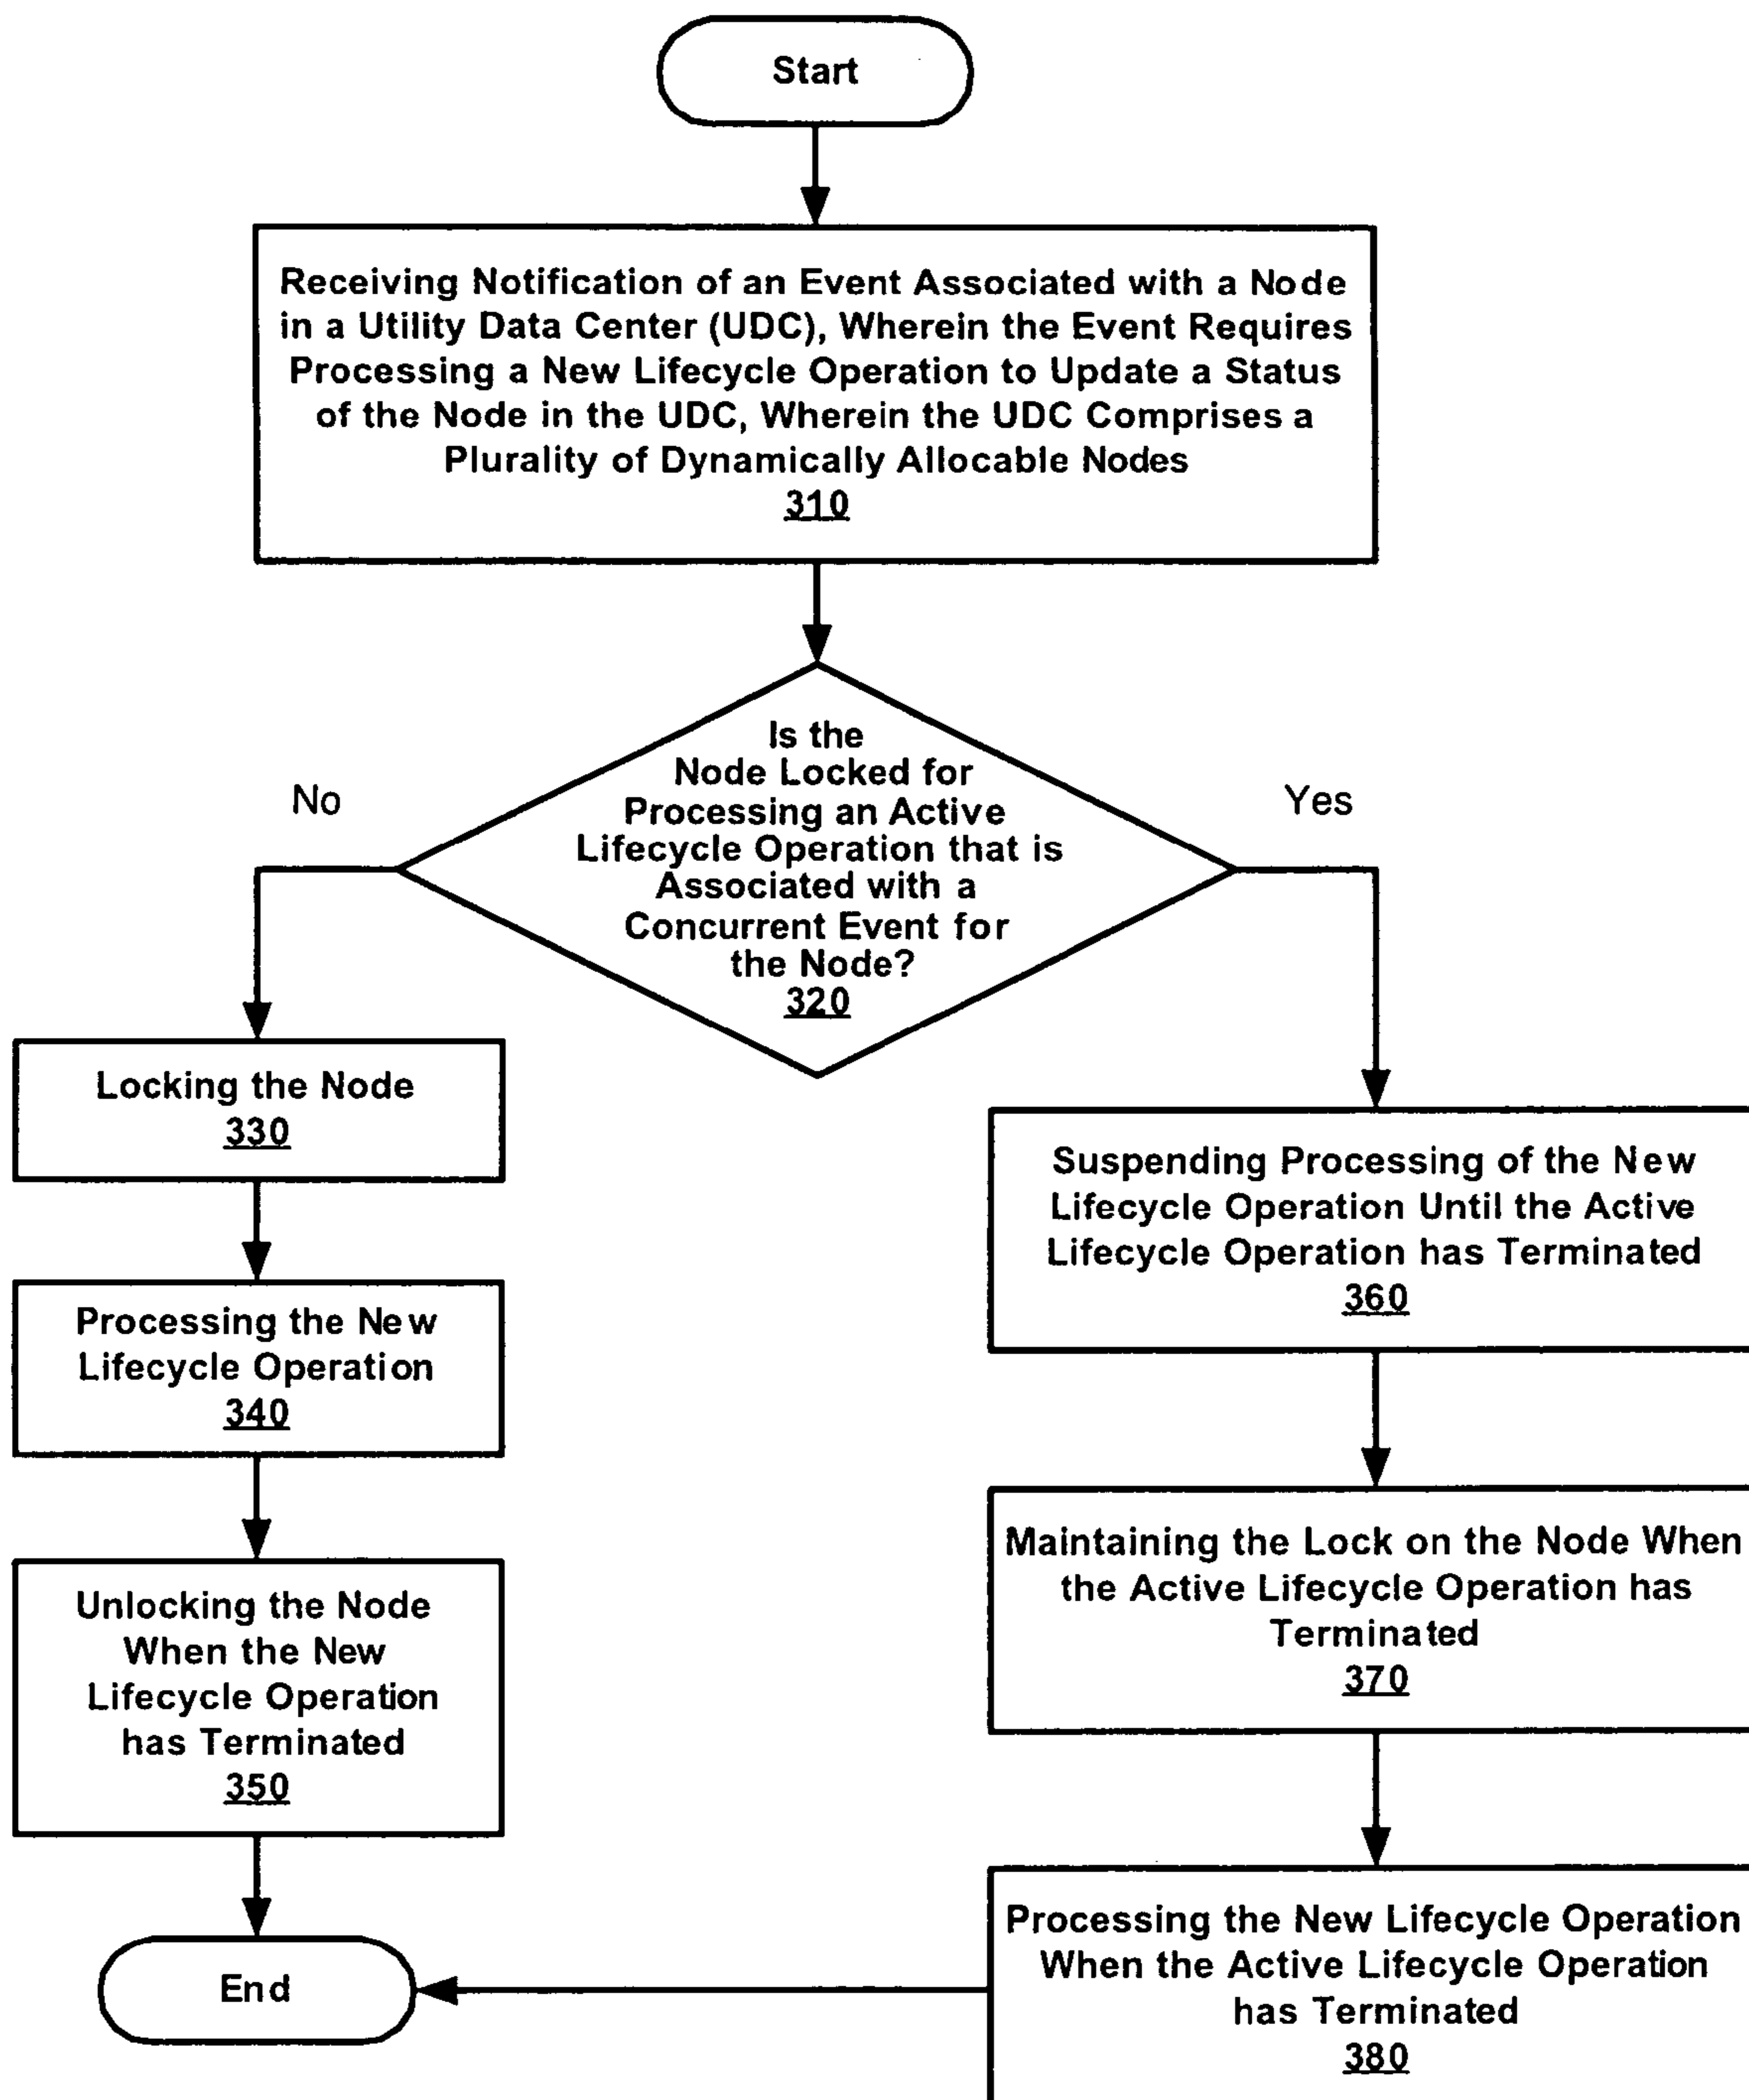 Start
Receiving Notification of an Event Associated with a Node
in a Utility Data Center (UDC), Wherein the Event Requires
Processing a New Lifecycle Operation to Update a Status
of the Node in the UDC, Wherein the UDC Comprises a
Plurality of Dynamically Allocable Nodes
310
Is the
Node Locked for
Processing an Active
Lifecycle Operation that is
Associated with a
Concurrent Event for
the Node?
320
No
Yes
Locking the Node
330
Processing the New
Lifecycle Operation
340
Unlocking the Node
When the New
Lifecycle Operation
has Terminated
350
End
Suspending Processing of the New
Lifecycle Operation Until the Active
Lifecycle Operation has Terminated
360
Maintaining the Lock on the Node When
the Active Lifecycle Operation has
Terminated
370
Processing the New Lifecycle Operation
When the Active Lifecycle Operation
has Terminated
380